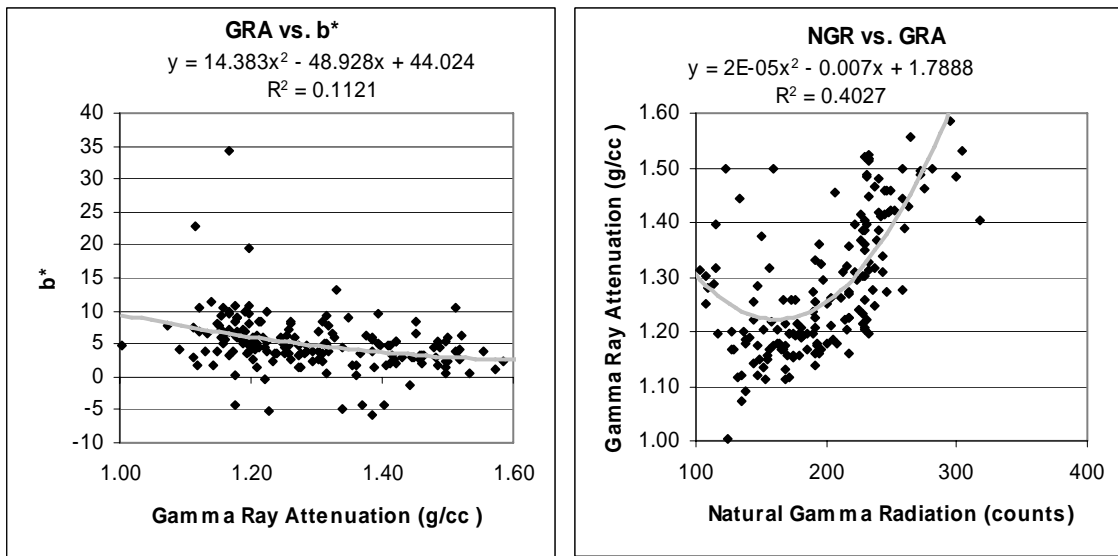 GRA vs. b*
y = 14.383x² - 48.928x + 44.024
R² = 0.1121
40
35
30
25
20
15
10
5
0
-5
-10
b*
1.00 1.20 1.40 1.60
Gamma Ray Attenuation (g/cc )
NGR vs. GRA
y = 2E-05x² - 0.007x + 1.7888
R² = 0.4027
1.60
1.50
1.40
1.30
1.20
1.10
1.00
Gamma Ray Attenuation (g/cc )
100 200 300 400
Natural Gamma Radiation (counts)